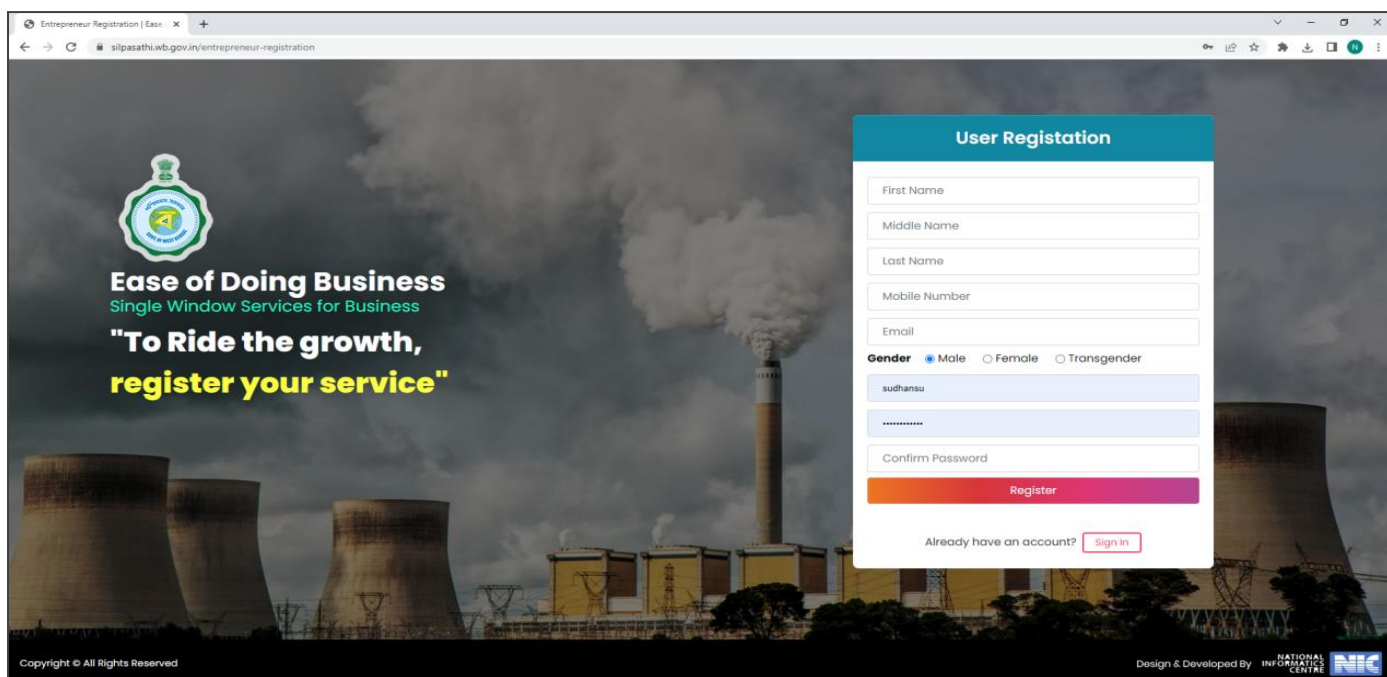 Entrepreneur Registration | Ease
silpasathi.wb.gov.in/entrepreneur-registration
N
Ease of Doing Business
Single Window Services for Business
"To Ride the growth,
register your service"
User Registation
First Name
Middle Name
Last Name
Mobile Number
Email
Gender Male Female Transgender
sudhansu
••••••••••••
Confirm Password
Register
Already have an account? Sign In
Copyright © All Rights Reserved
Design & Developed By NATIONAL INFORMATICS CENTRE NIC